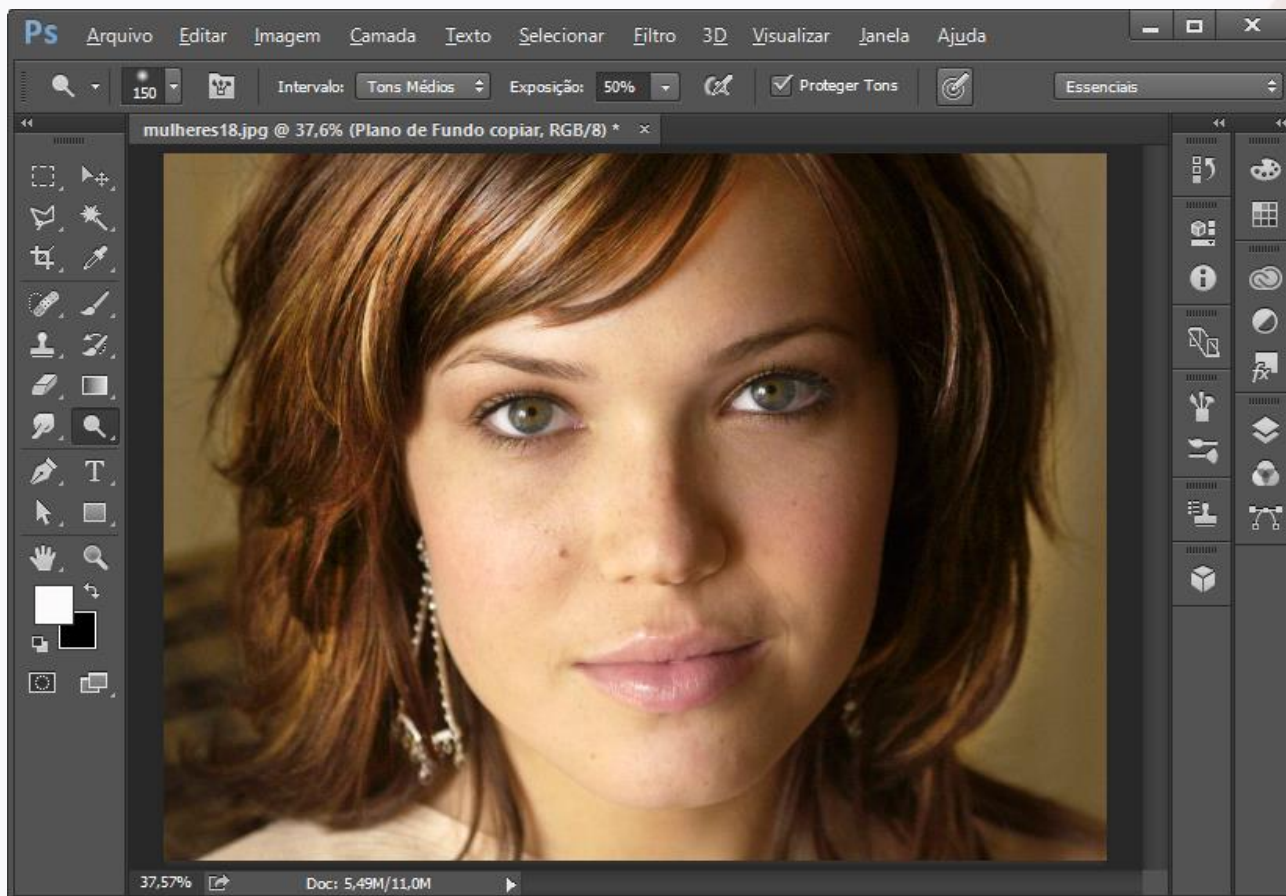 Ps Arquivo Editar Imagem Camada Texto Selecionar Filtro 3D Visualizar Janela Ajuda
150 Intervalo: Tons Médios Exposição: 50% Proteger Tons Essenciais
mulheres18.jpg @ 37,6% (Plano de Fundo copiar, RGB/8) * ×
T
fx
37,57% Doc: 5,49M/11,0M